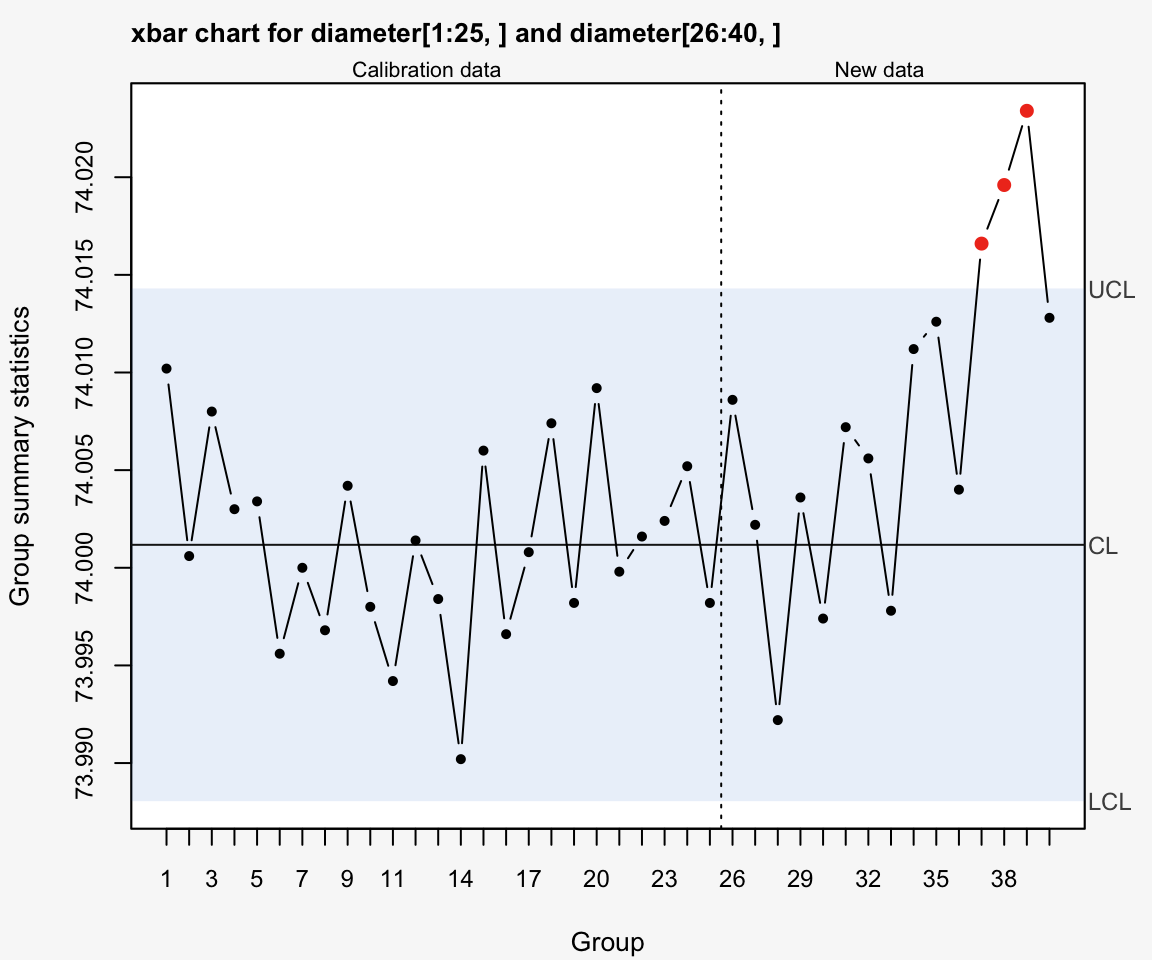 xbar chart for diameter[1:25, ] and diameter[26:40, ]
Calibration data
New data
Group summary statistics
74.020
74.015
74.010
74.005
74.000
73.995
73.990
UCL
CL
LCL
1 3 5 7 9 11 14 17 20 23 26 29 32 35 38
Group